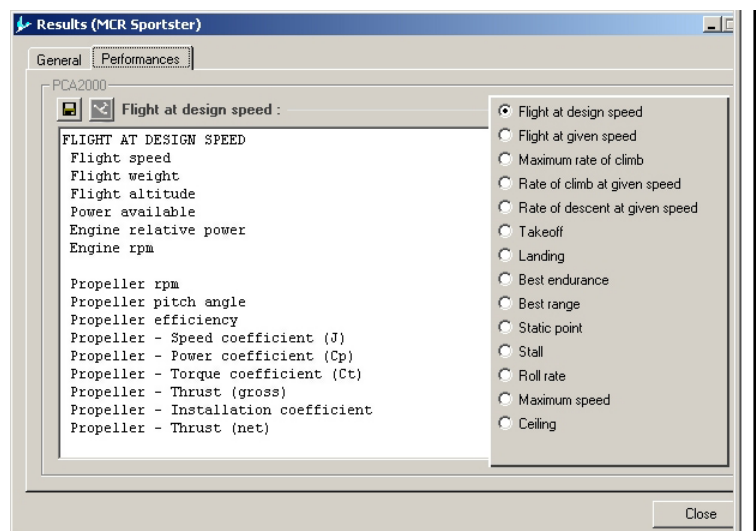 Results (MCR Sportster)
General
Performances
PCA2000
Flight at design speed :
FLIGHT AT DESIGN SPEED
Flight speed
Flight weight
Flight altitude
Power available
Engine relative power
Engine rpm
Propeller rpm
Propeller pitch angle
Propeller efficiency
Propeller - Speed coefficient (J)
Propeller - Power coefficient (Cp)
Propeller - Torque coefficient (Ct)
Propeller - Thrust (gross)
Propeller - Installation coefficient
Propeller - Thrust (net)
Flight at design speed
Flight at given speed
Maximum rate of climb
Rate of climb at given speed
Rate of descent at given speed
Takeoff
Landing
Best endurance
Best range
Static point
Stall
Roll rate
Maximum speed
Ceiling
Close